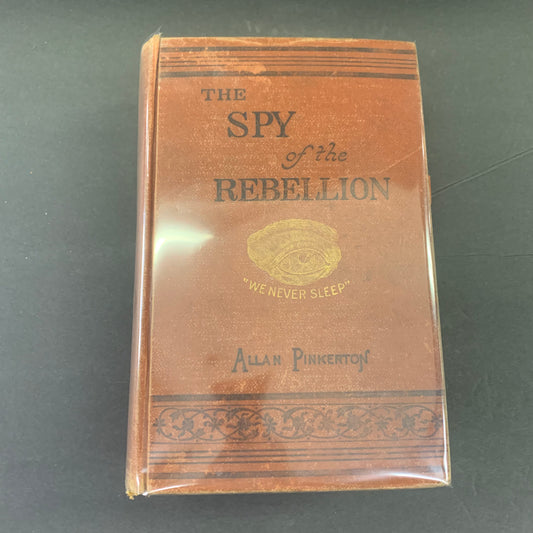 THE
SPY
of the
REBELLION
"WE NEVER SLEEP"
ALLAN PINKERTON